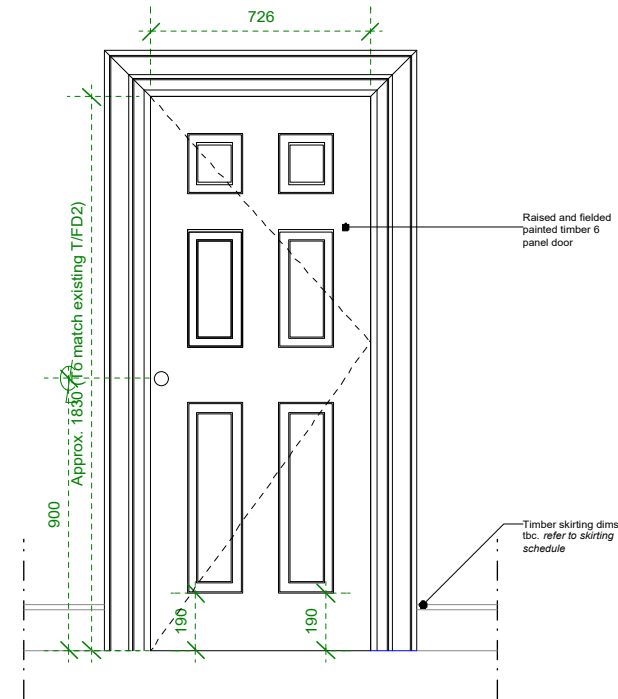 726
Raised and fielded
painted timber 6
panel door
Approx. 1830 (To match existing T/FD2)
900
Timber skirting dims
tbc. refer to skirting
schedule
190
190